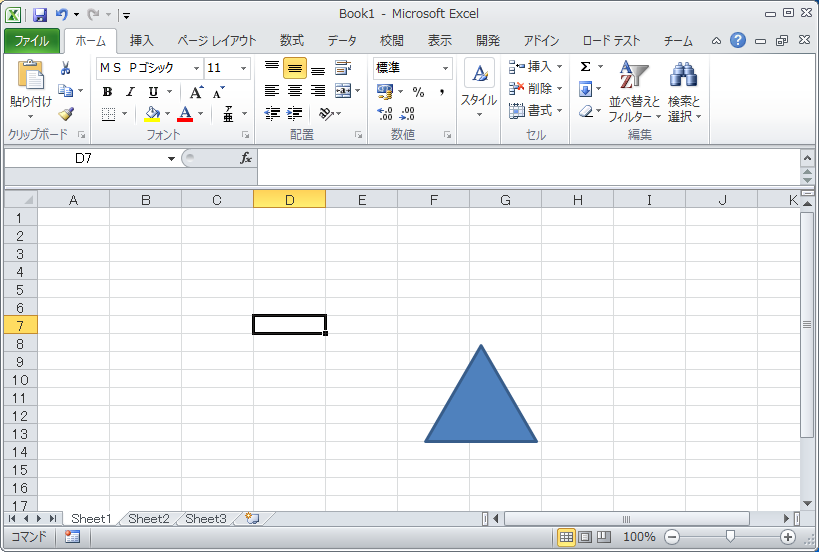 Book1 - Microsoft Excel
ファイル ホーム 挿入 ページ レイアウト 数式 データ 校閲 表示 開発 アドイン ロード テスト チーム
ＭＳ Ｐゴシック 11 標準 挿入 Σ
B I U A A % , 削除
貼り付け スタイル 並べ替えと 検索と
A 亜 書式 フィルター 選択
クリップボード フォント 配置 数値 セル 編集
D7 fx
A B C D E F G H I J K
1
2
3
4
5
6
7
8
9
10
11
12
13
14
15
16
17
Sheet1 Sheet2 Sheet3
コマンド 100%